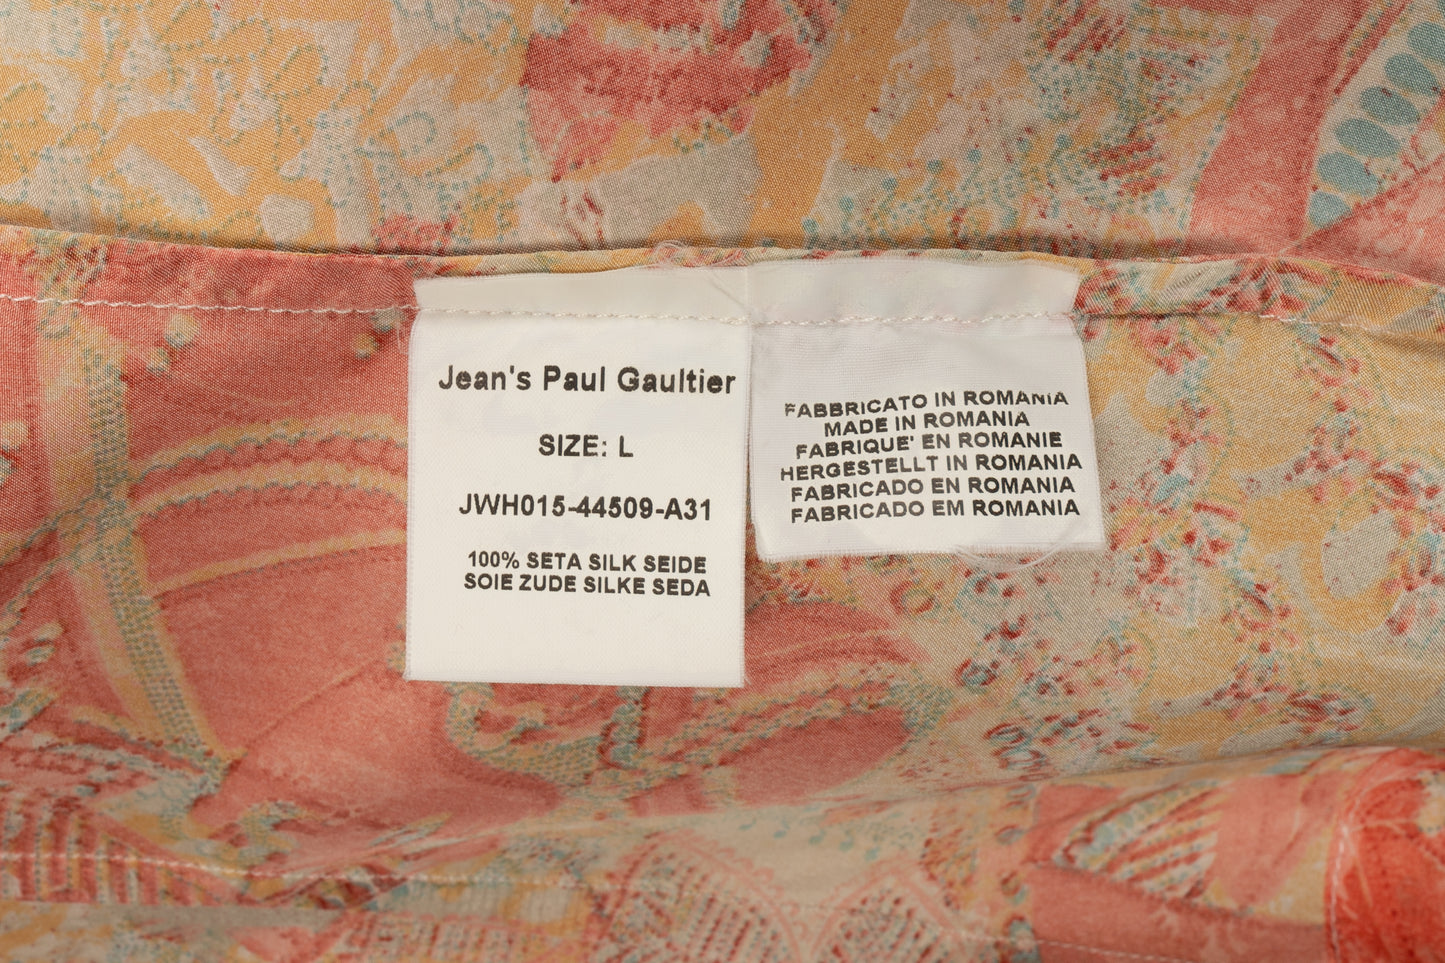 Jean's Paul Gaultier
SIZE: L
JWH015-44509-A31
100% SETA SILK SEIDE
SOIE ZUDE SILKE SEDA
FABBRICATO IN ROMANIA
MADE IN ROMANIA
FABRIQUE' EN ROMANIE
HERGESTELLT IN ROMANIA
FABRICADO EN ROMANIA
FABRICADO EM ROMANIA